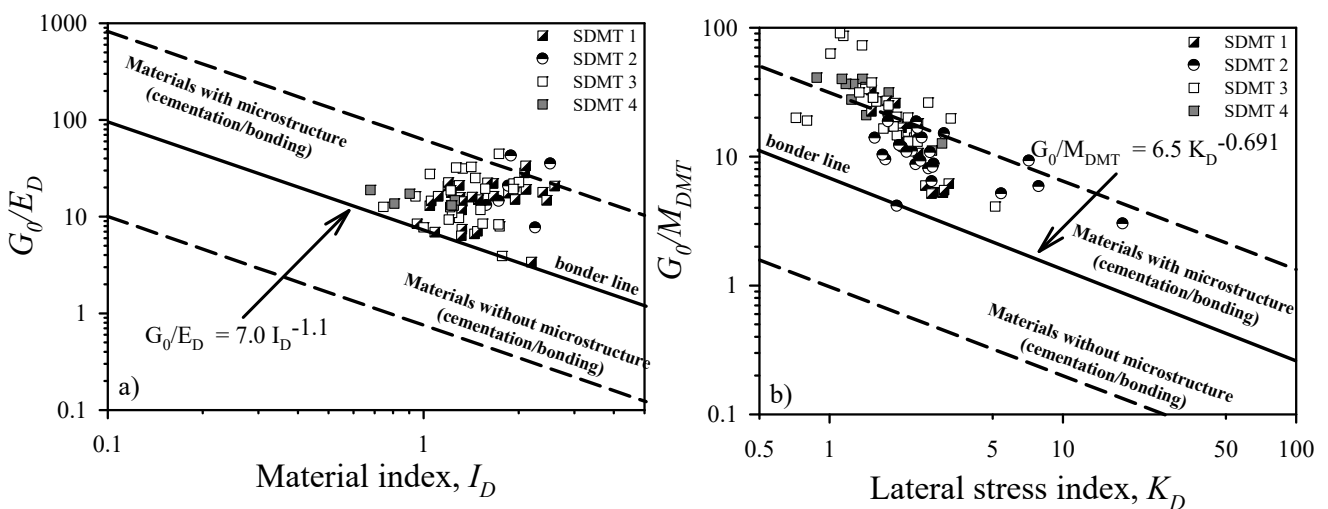 1000
100
10
1
0.1
G0/ED
Materials with microstructure
(cementation/bonding)
SDMT 1
SDMT 2
SDMT 3
SDMT 4
bonder line
Materials without microstructure
(cementation/bonding)
G0/ED = 7.0 ID-1.1
a)
0.1
1
Material index, ID
100
10
1
0.1
G0/MDMT
SDMT 1
SDMT 2
SDMT 3
SDMT 4
bonder line
G0/MDMT = 6.5 KD-0.691
Materials with microstructure
(cementation/bonding)
Materials without microstructure
(cementation/bonding)
b)
0.5
1
5
10
50
100
Lateral stress index, KD